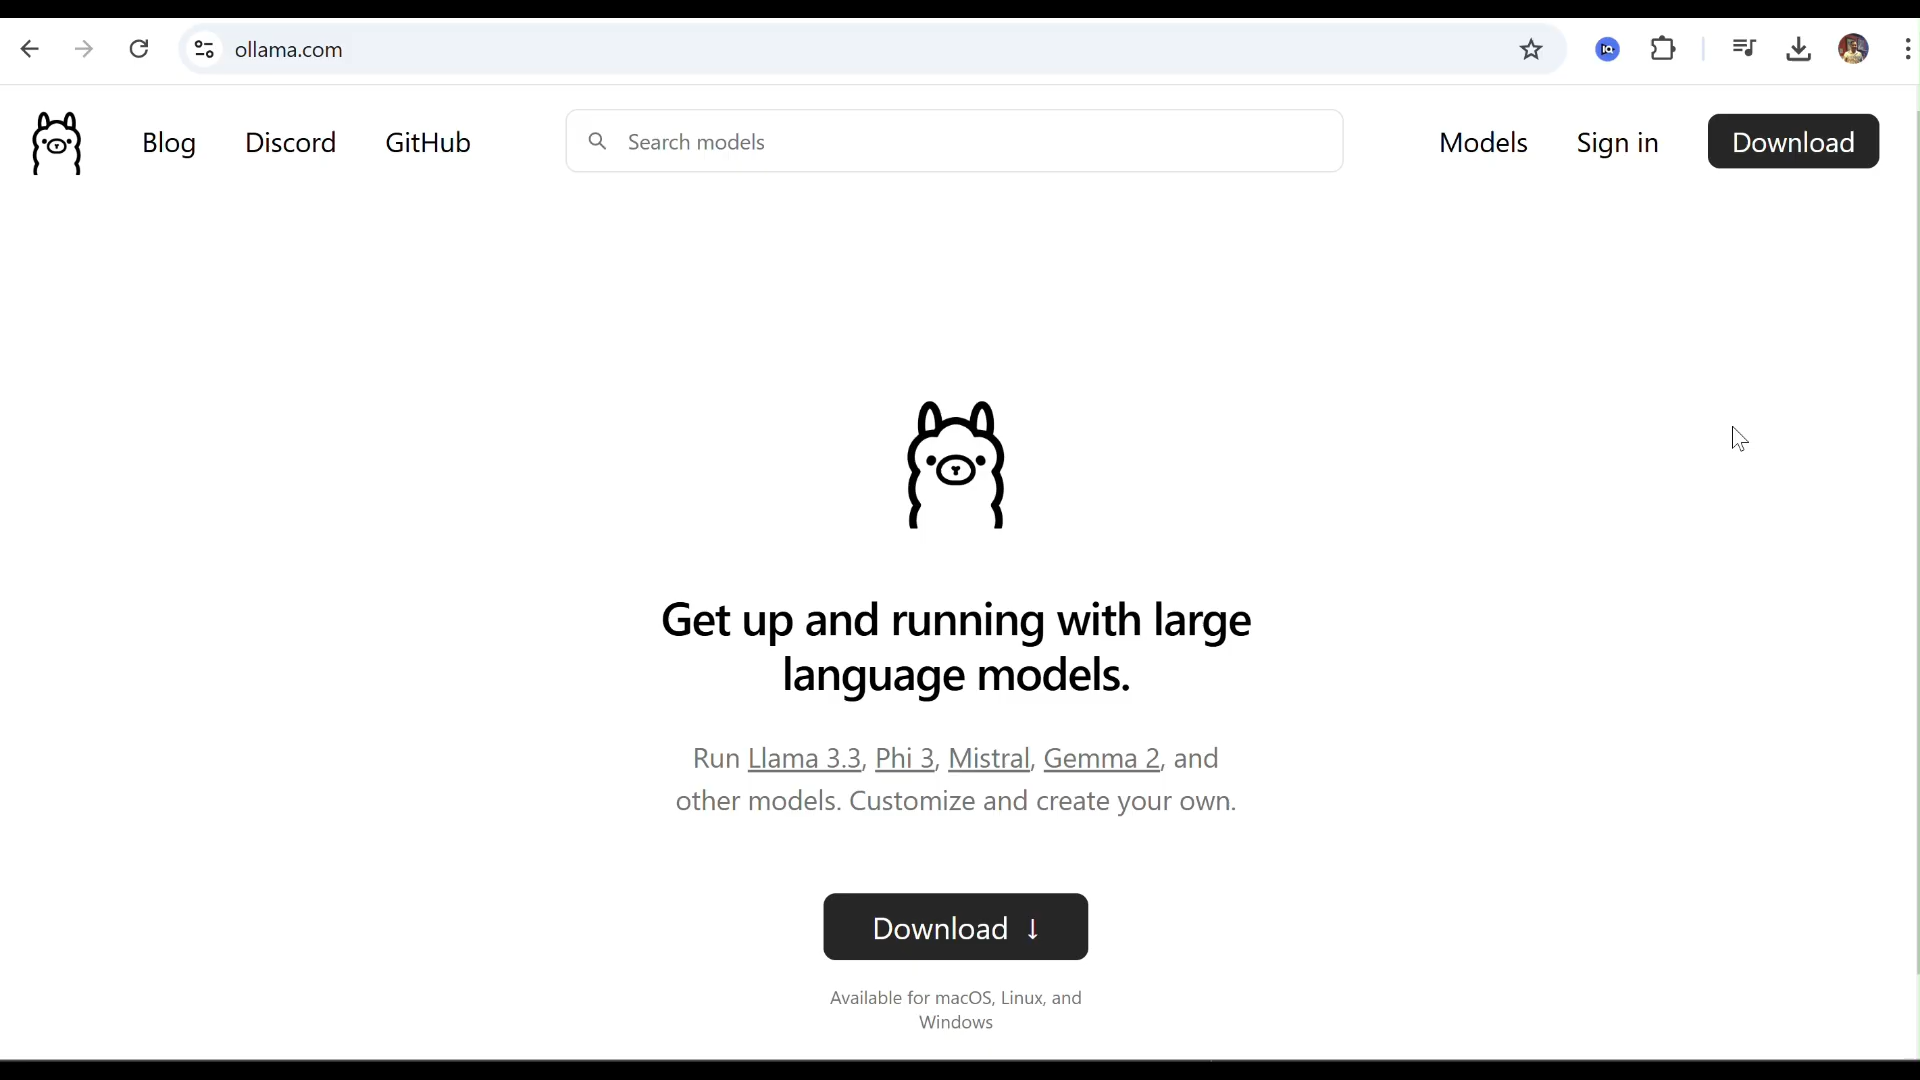 ollama.com
Blog Discord GitHub Search models Models Sign in Download
Get up and running with large
language models.
Run Llama 3.3, Phi 3, Mistral, Gemma 2, and
other models. Customize and create your own.
Download ↓
Available for macOS, Linux, and
Windows